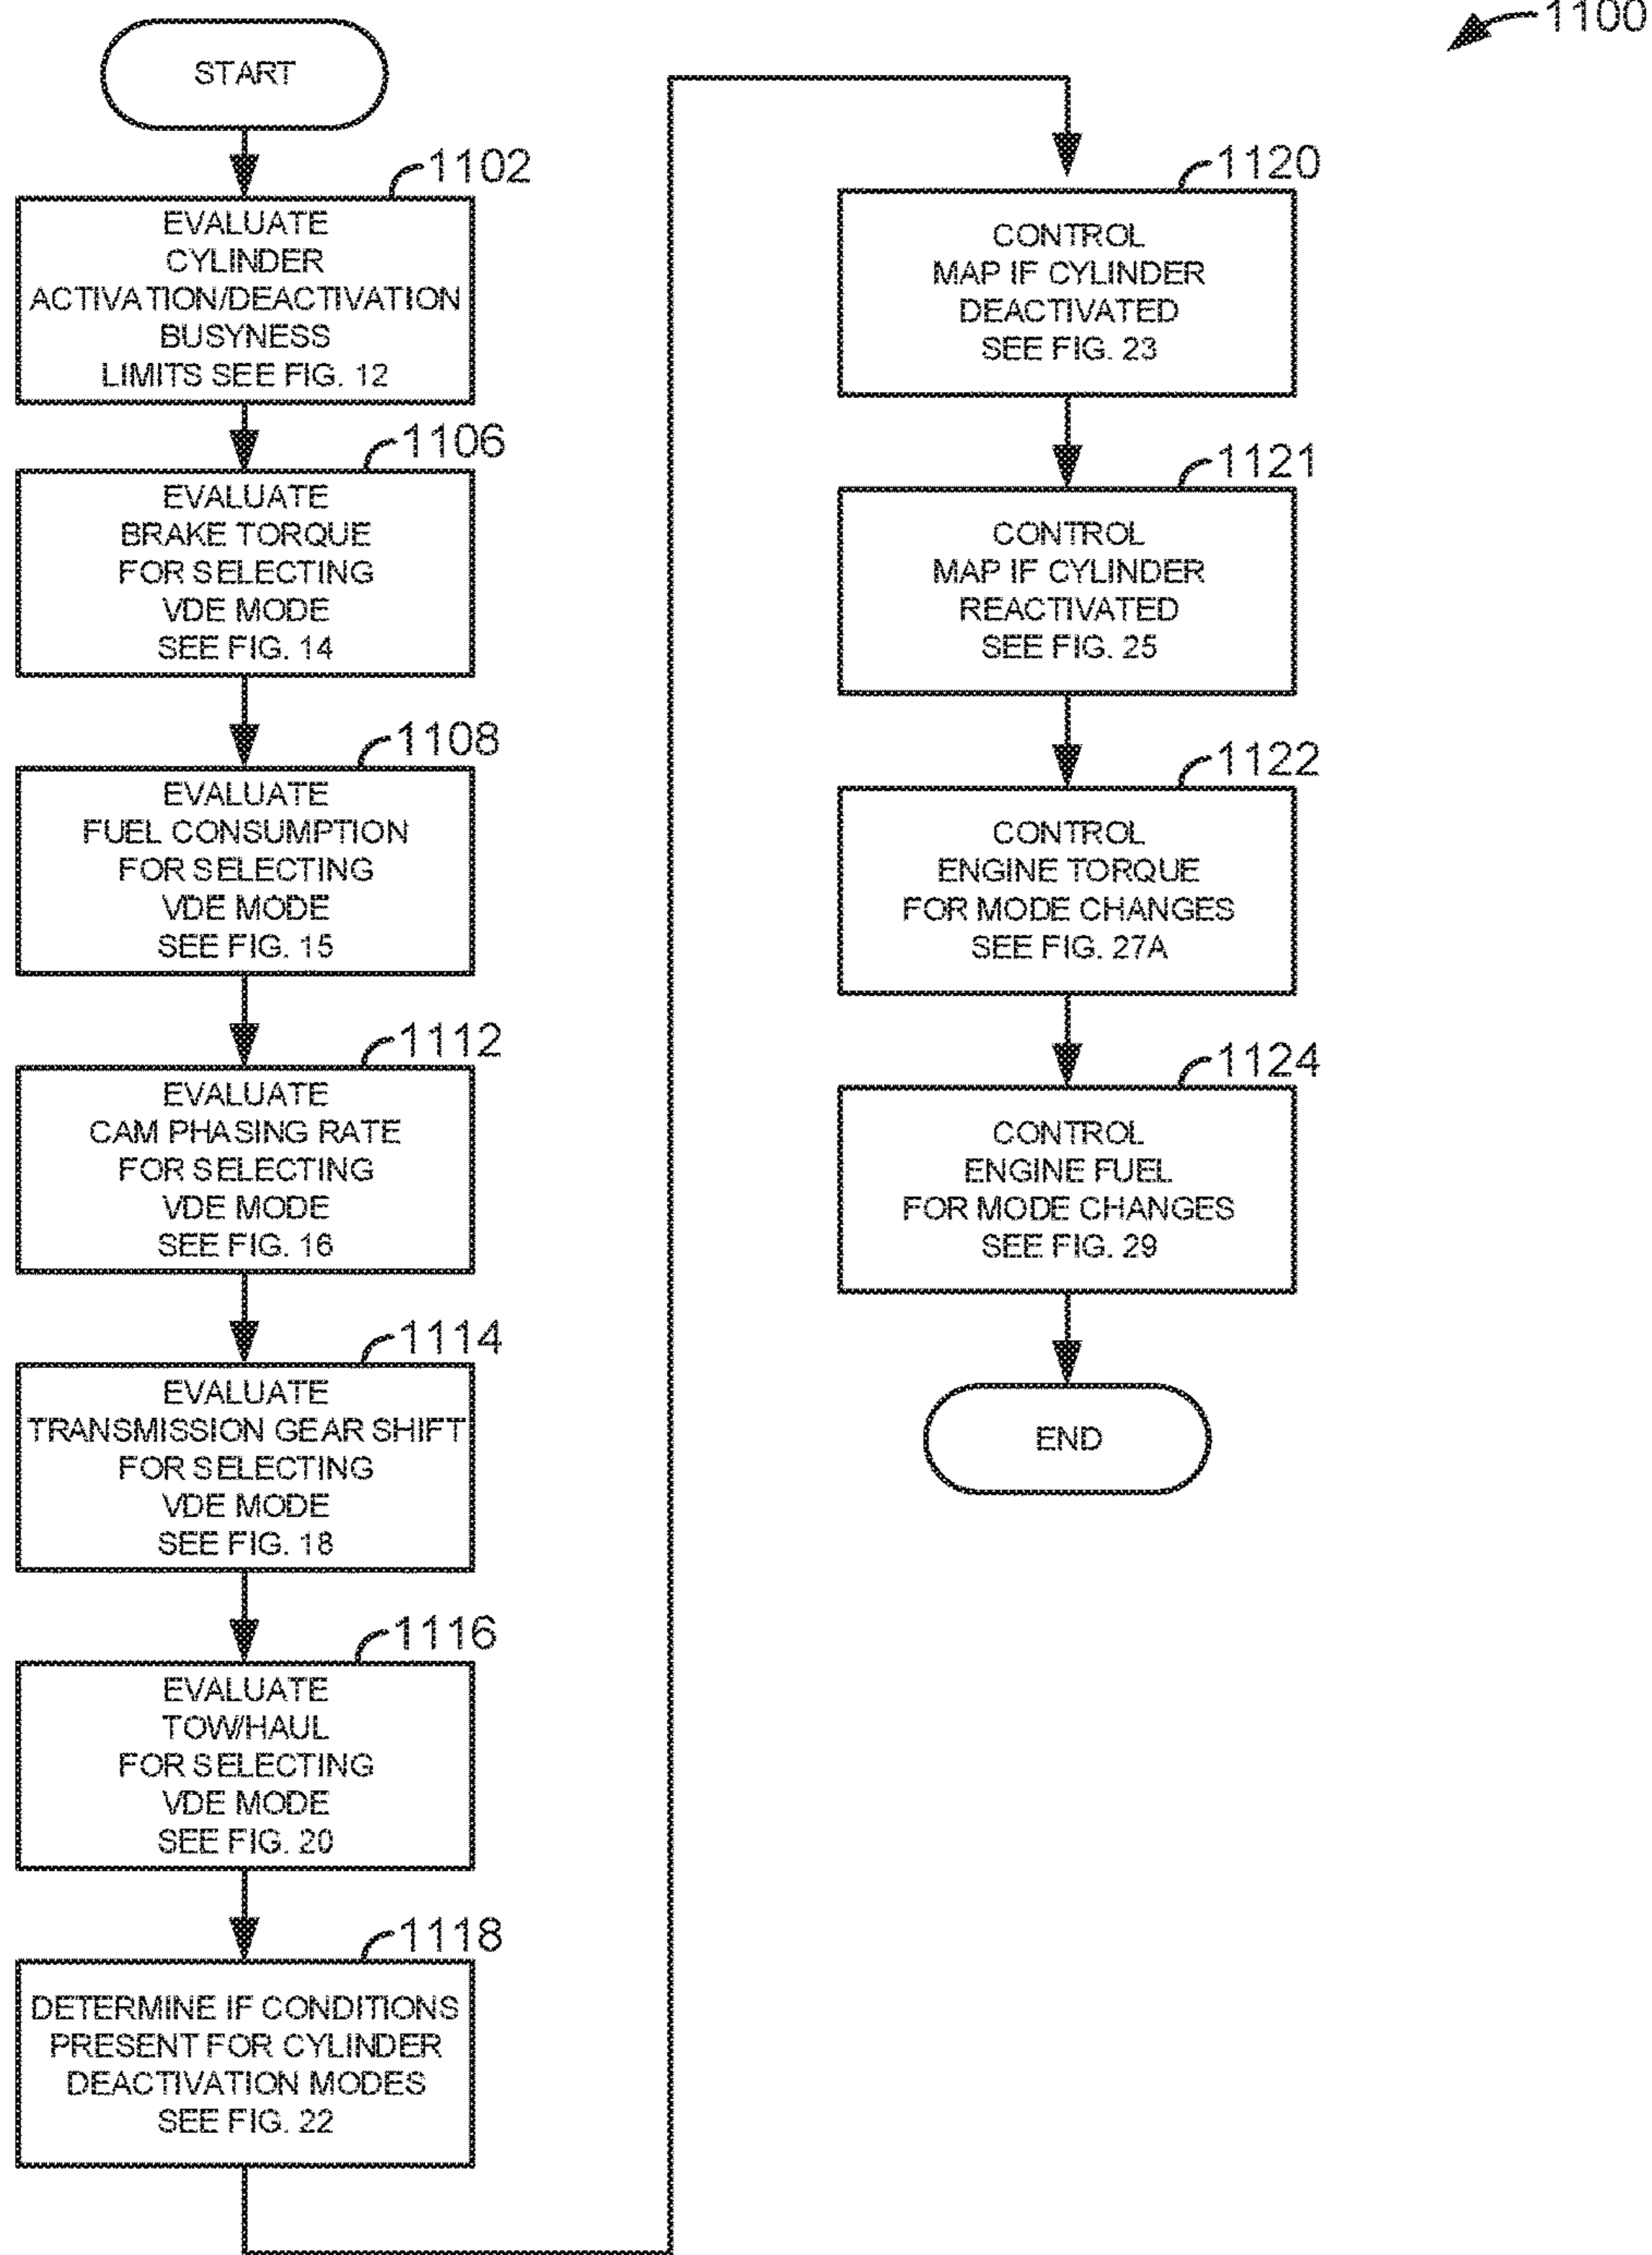 1100
START
1102
EVALUATE
CYLINDER
ACTIVATION/DEACTIVATION
BUSYNESS
LIMITS SEE FIG. 12
1106
EVALUATE
BRAKE TORQUE
FOR SELECTING
VDE MODE
SEE FIG. 14
1108
EVALUATE
FUEL CONSUMPTION
FOR SELECTING
VDE MODE
SEE FIG. 15
1112
EVALUATE
CAM PHASING RATE
FOR SELECTING
VDE MODE
SEE FIG. 16
1114
EVALUATE
TRANSMISSION GEAR SHIFT
FOR SELECTING
VDE MODE
SEE FIG. 18
1116
EVALUATE
TOW/HAUL
FOR SELECTING
VDE MODE
SEE FIG. 20
1118
DETERMINE IF CONDITIONS
PRESENT FOR CYLINDER
DEACTIVATION MODES
SEE FIG. 22
1120
CONTROL
MAP IF CYLINDER
DEACTIVATED
SEE FIG. 23
1121
CONTROL
MAP IF CYLINDER
REACTIVATED
SEE FIG. 25
1122
CONTROL
ENGINE TORQUE
FOR MODE CHANGES
SEE FIG. 27A
1124
CONTROL
ENGINE FUEL
FOR MODE CHANGES
SEE FIG. 29
END